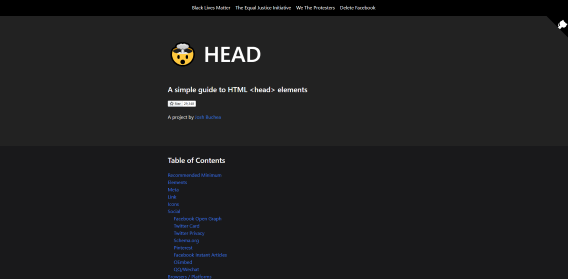 Black Lives Matter The Equal Justice Initiative We The Protesters Delete Facebook
HEAD
A simple guide to HTML <head> elements
Star
A project by Josh Buchea
Table of Contents
Recommended Minimum
Elements
Meta
Link
Icons
Social
Facebook Open Graph
Twitter Card
Twitter Privacy
Schema.org
Pinterest
Facebook Instant Articles
OEmbed
QQ/Wechat
Browsers / Platforms